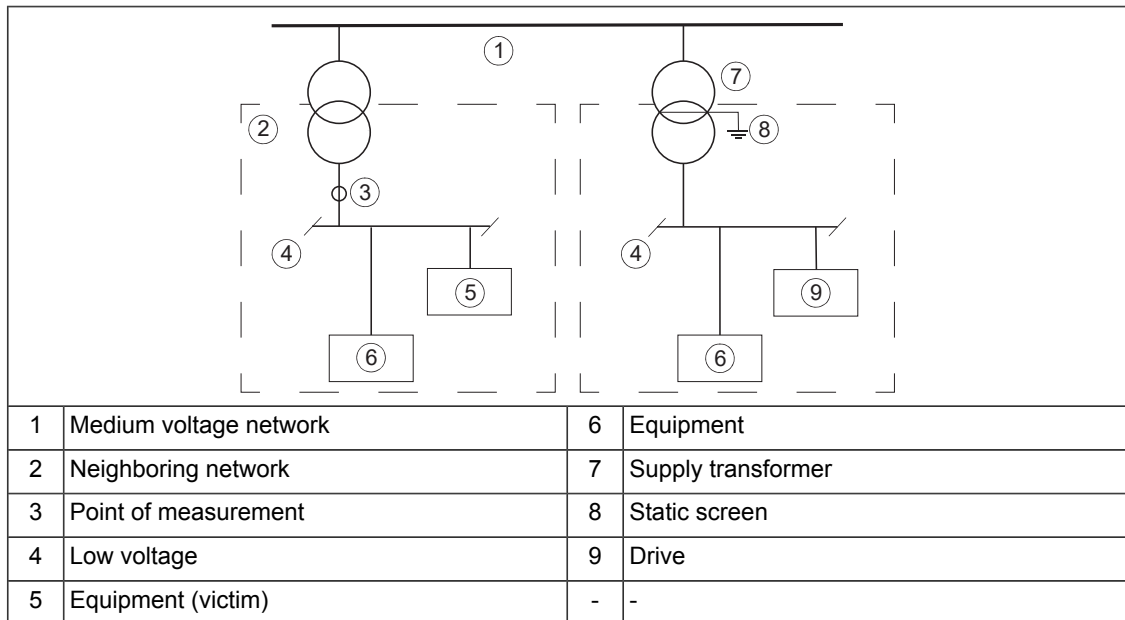 1
7
2
8
3
4
4
5
9
6
6
1 Medium voltage network 6 Equipment
2 Neighboring network 7 Supply transformer
3 Point of measurement 8 Static screen
4 Low voltage 9 Drive
5 Equipment (victim) - -